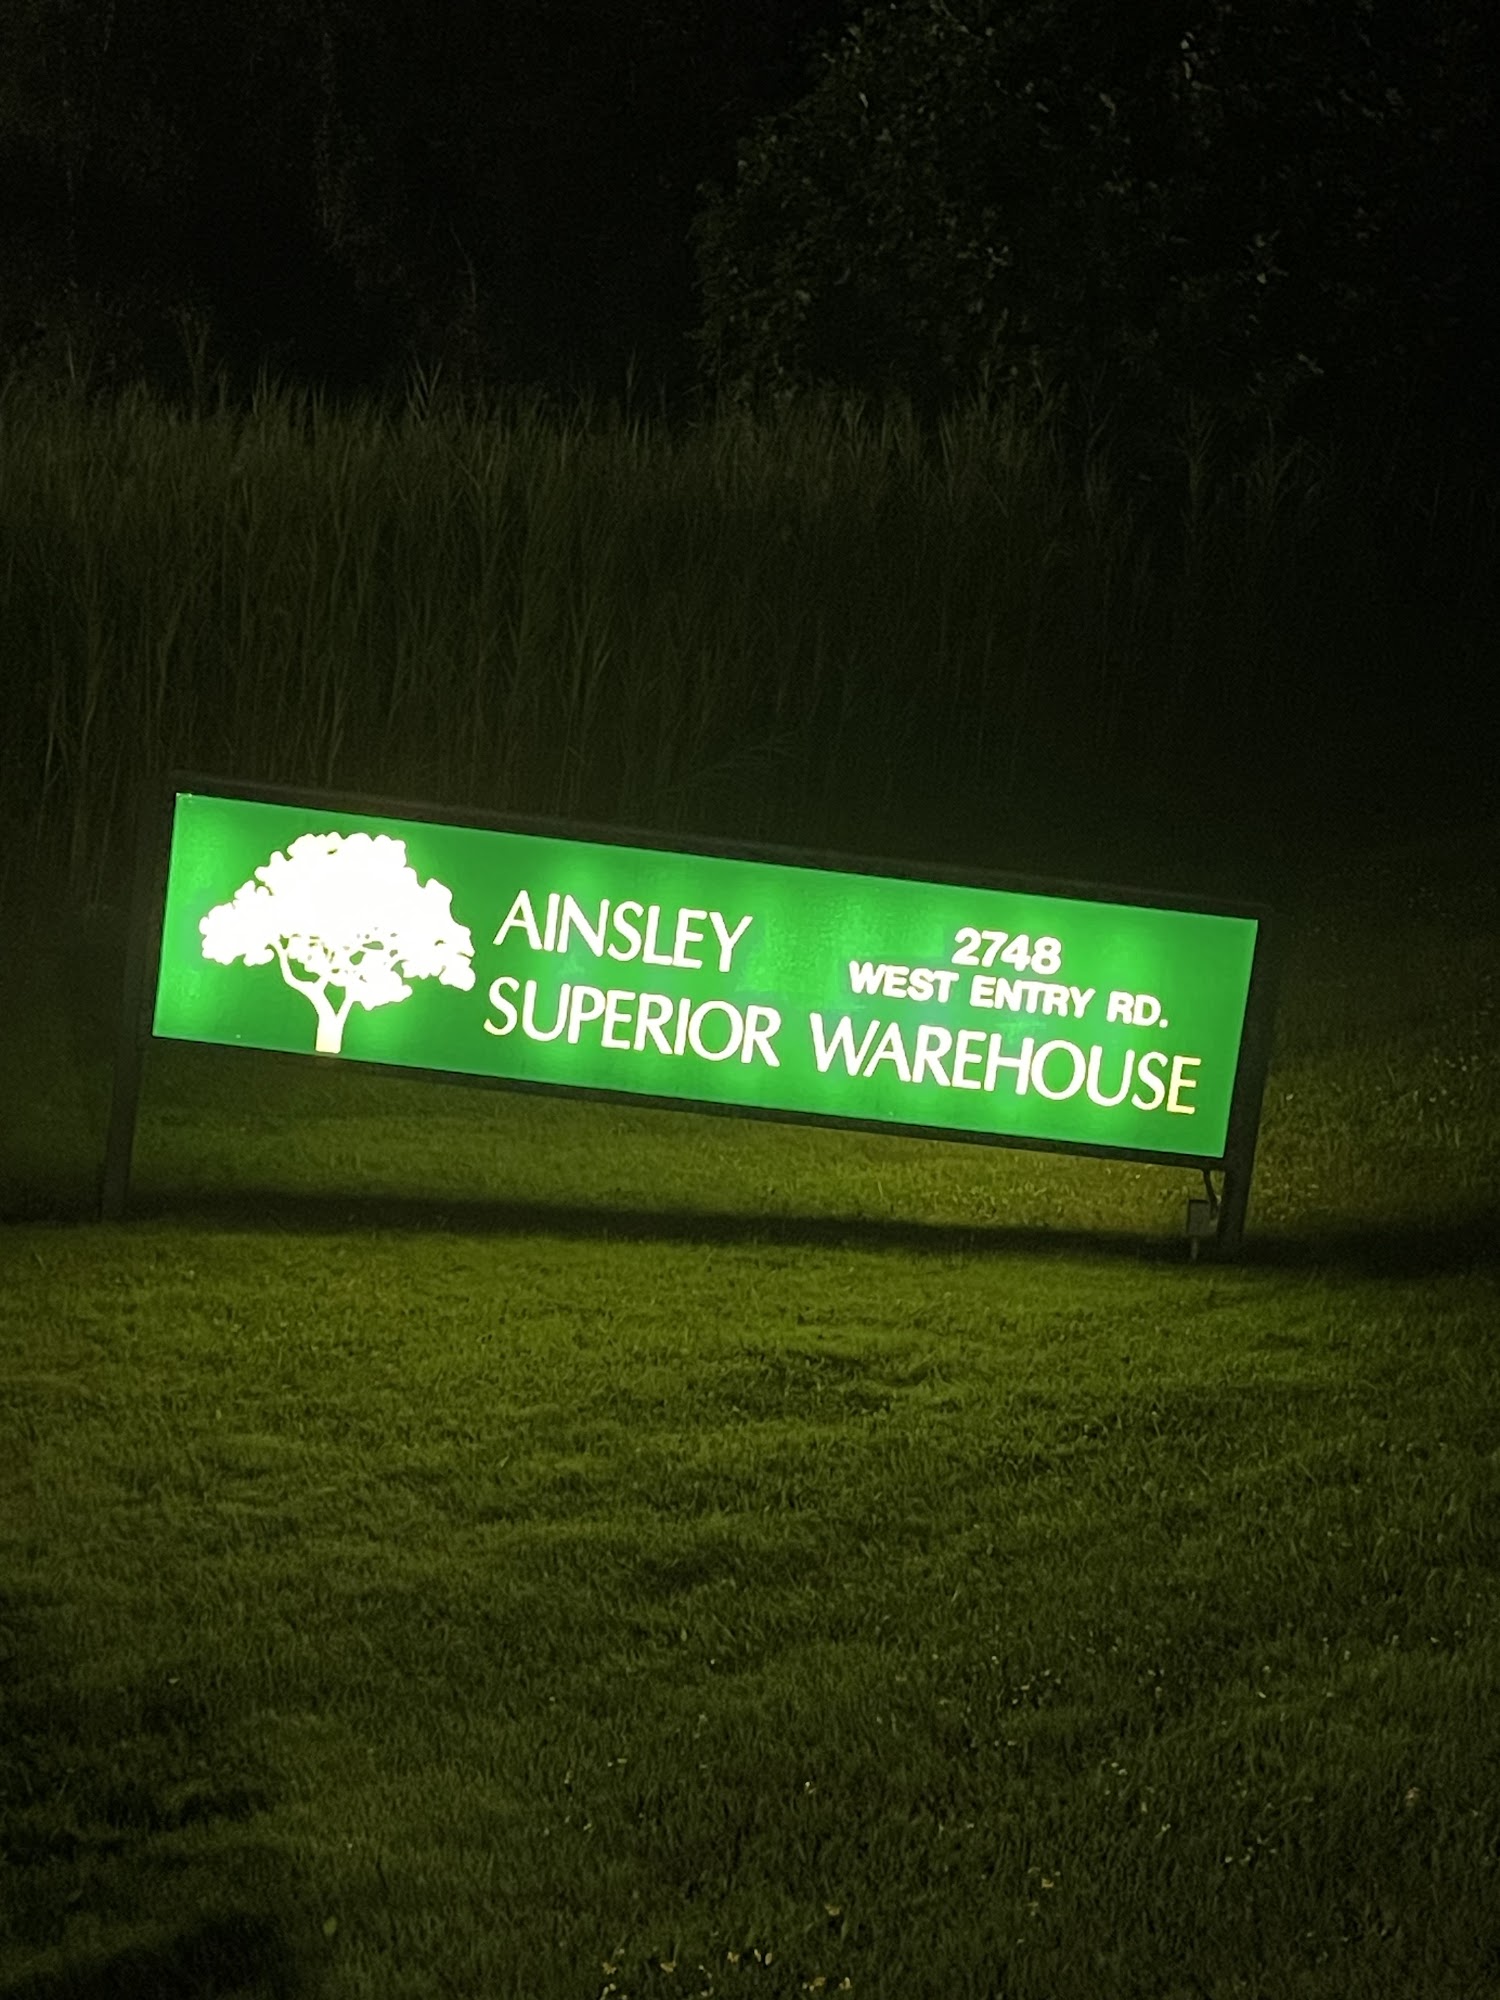 AINSLEY
SUPERIOR WAREHOUSE
2748
WEST ENTRY RD.